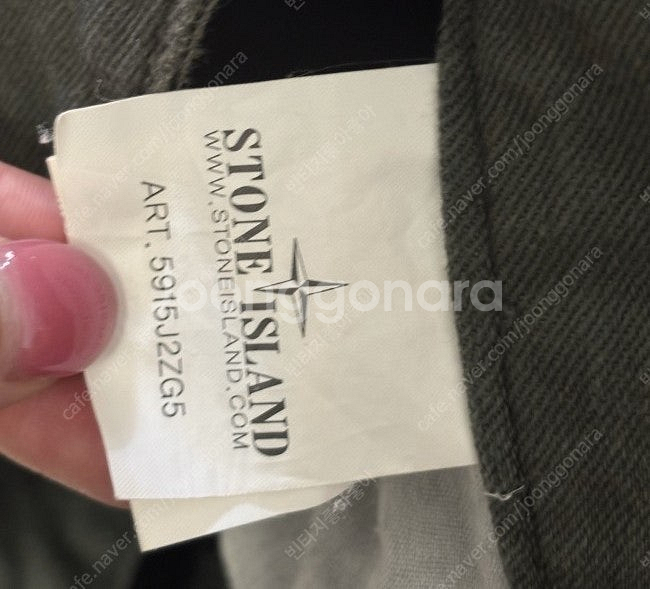 STONE ISLAND
WWW.STONEISLAND.COM
ART. 5915J2ZG5
joonggonara
cafe.naver.com/joonggonara